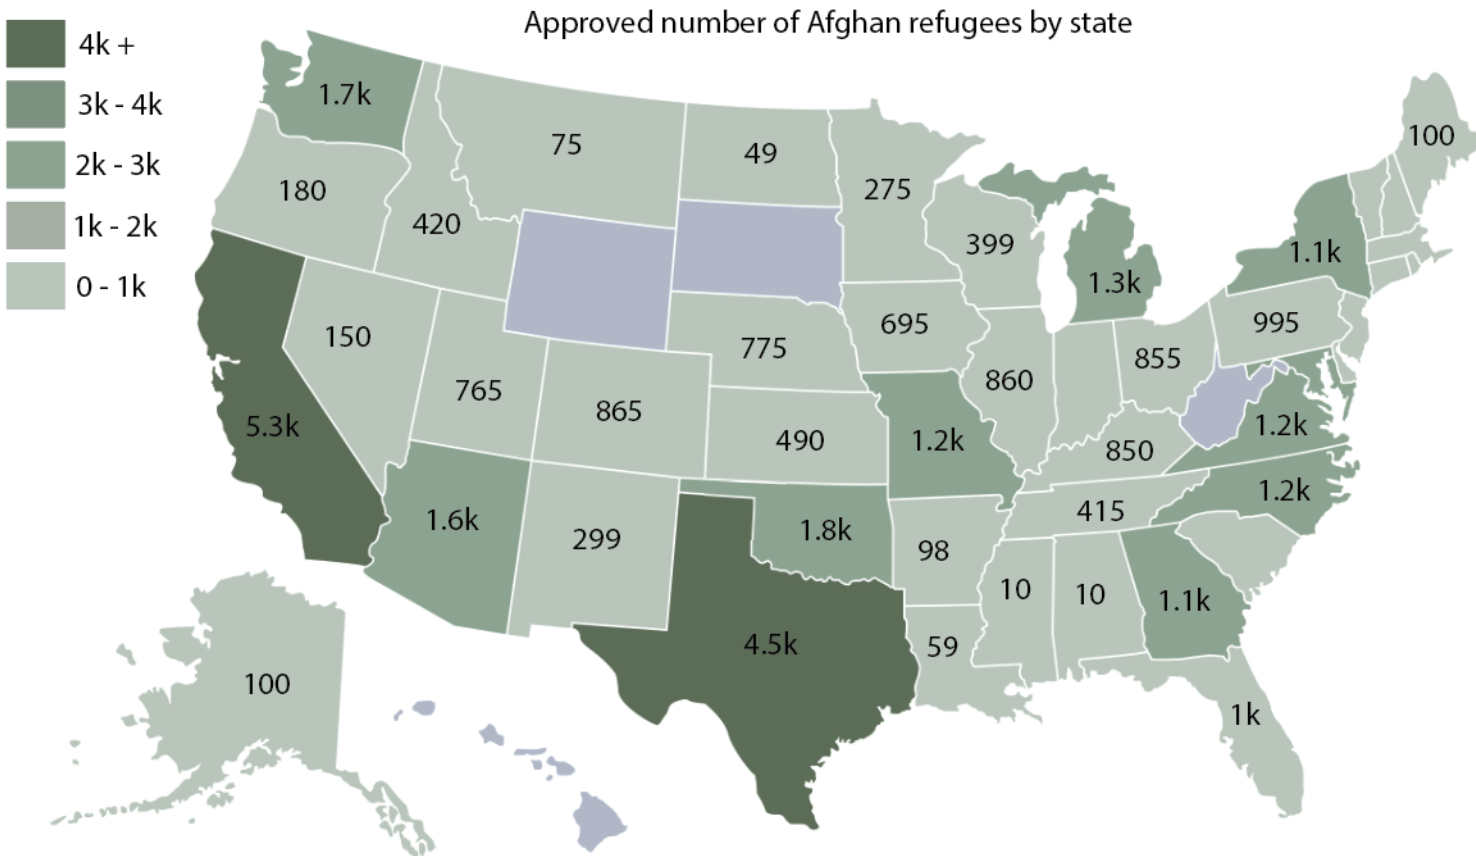 Approved number of Afghan refugees by state
4k +
3k - 4k
2k - 3k
1k - 2k
0 - 1k
1.7k
75
49
275
100
180
420
399
1.1k
1.3k
150
695
995
775
855
765
865
860
5.3k
490
1.2k
850
1.2k
1.6k
299
1.8k
98
415
1.2k
10
10
1.1k
4.5k
59
100
1k